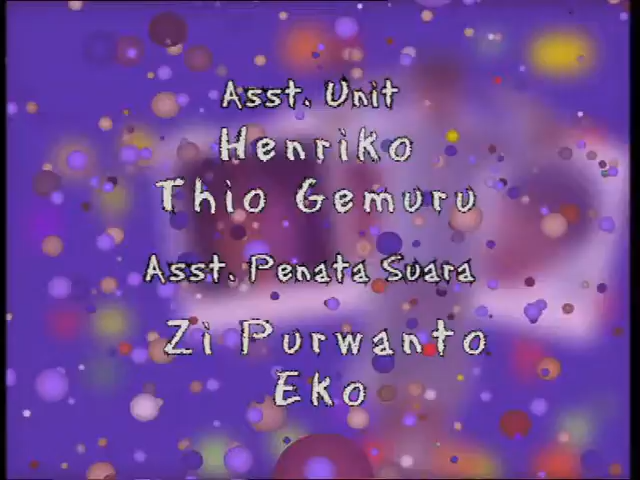 Asst. Unit
Henriko
Thio Gemuru
Asst. Penata Suara
Zi Purwanto
Eko